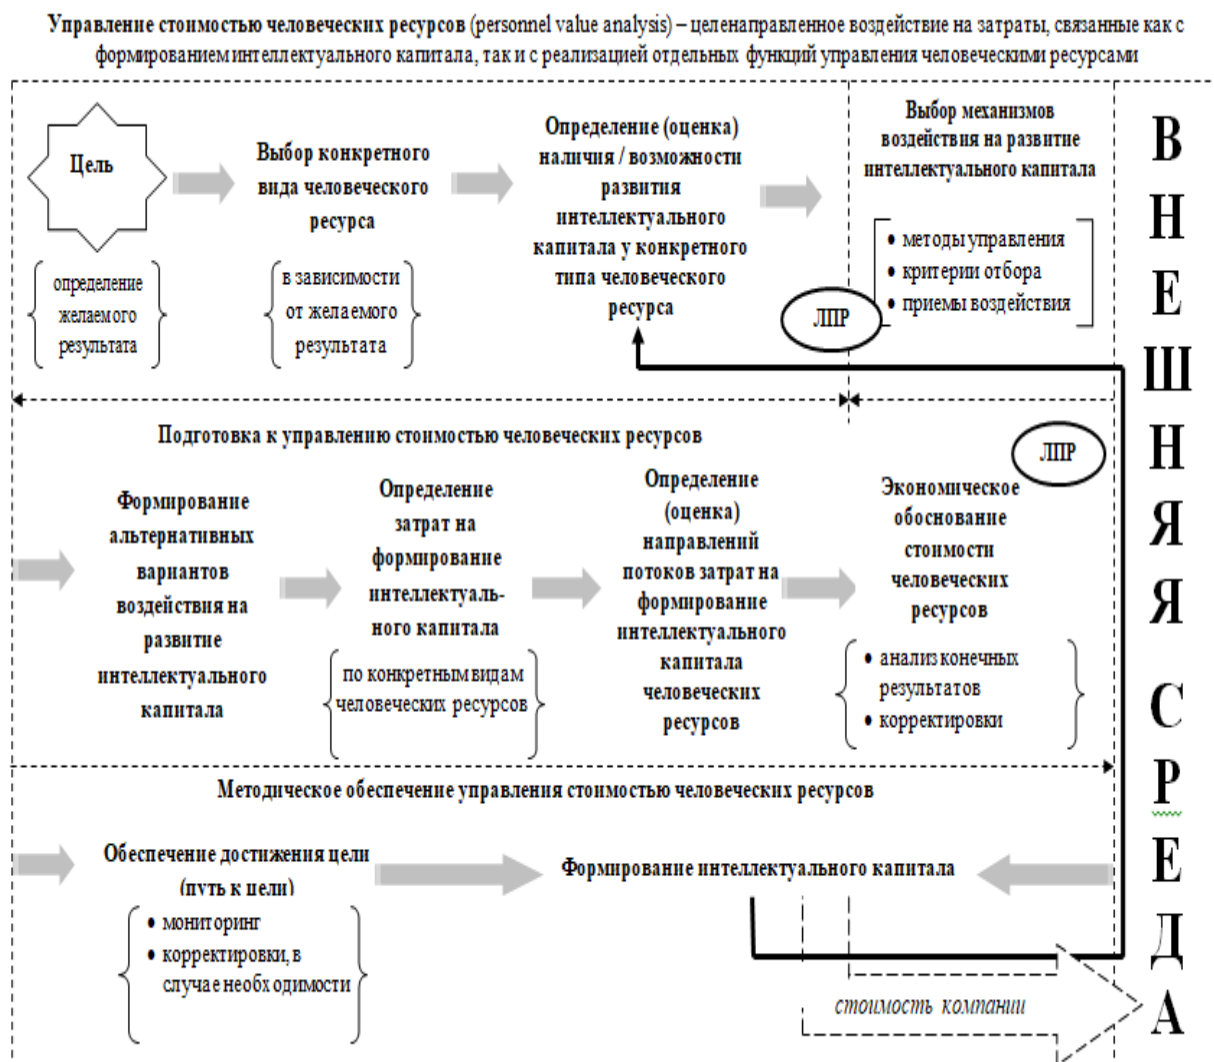 Управление стоимостью человеческих ресурсов (personnel value analysis) – целенаправленное воздействие на затраты, связанные как с
формированием интеллектуального капитала, так и с реализацией отдельных функций управления человеческими ресурсами
Цель
определение
желаемого
результата
Выбор конкретного
вида человеческого
ресурса
в зависимости
от желаемого
результата
Определение (оценка)
наличия / возможности
развития
интеллектуального
капитала у конкретного
типа человеческого
ресурса
ЛПР
Выбор механизмов
воздействия на развитие
интеллектуального капитала
• методы управления
• критерии отбора
• приемы воздействия
Подготовка к управлению стоимостью человеческих ресурсов
ЛПР
Формирование
альтернативных
вариантов
воздействия на
развитие
интеллектуального
капитала
Определение
затрат на
формирование
интеллектуаль-
ного капитала
по конкретным видам
человеческих ресурсов
Определение
(оценка)
направлений
потоков затрат на
формирование
интеллектуального
капитала
человеческих
ресурсов
Экономическое
обоснование
стоимости
человеческих
ресурсов
• анализ конечных
результатов
• корректировки
Методическое обеспечение управления стоимостью человеческих ресурсов
Обеспечение достижения цели
(путь к цели)
• мониторинг
• корректировки, в
случае необходимости
Формирование интеллектуального капитала
стоимость компании
ВНЕШНЯЯ СРЕДА